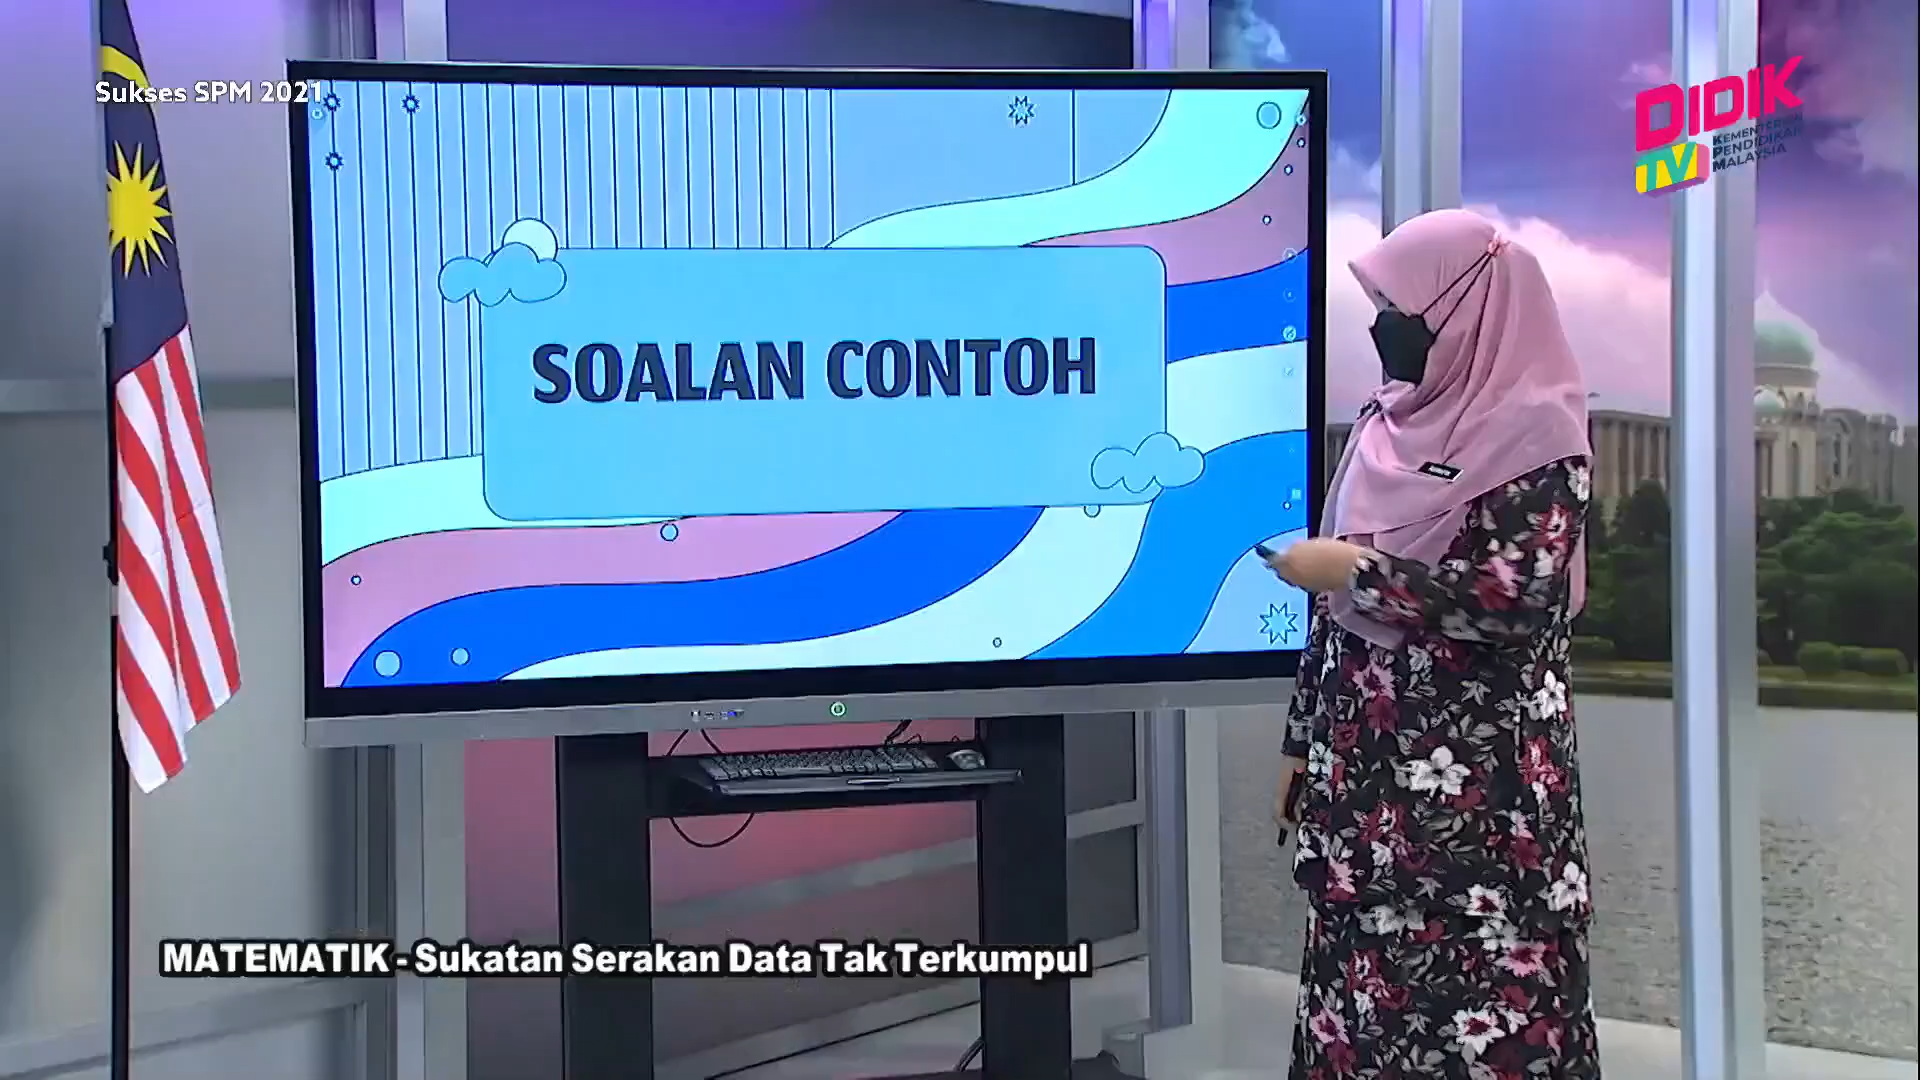 Sukses SPM 2021
DIDIK
TV
KEMENTERIAN
PENDIDIKAN
MALAYSIA
SOALAN CONTOH
MATEMATIK - Sukatan Serakan Data Tak Terkumpul